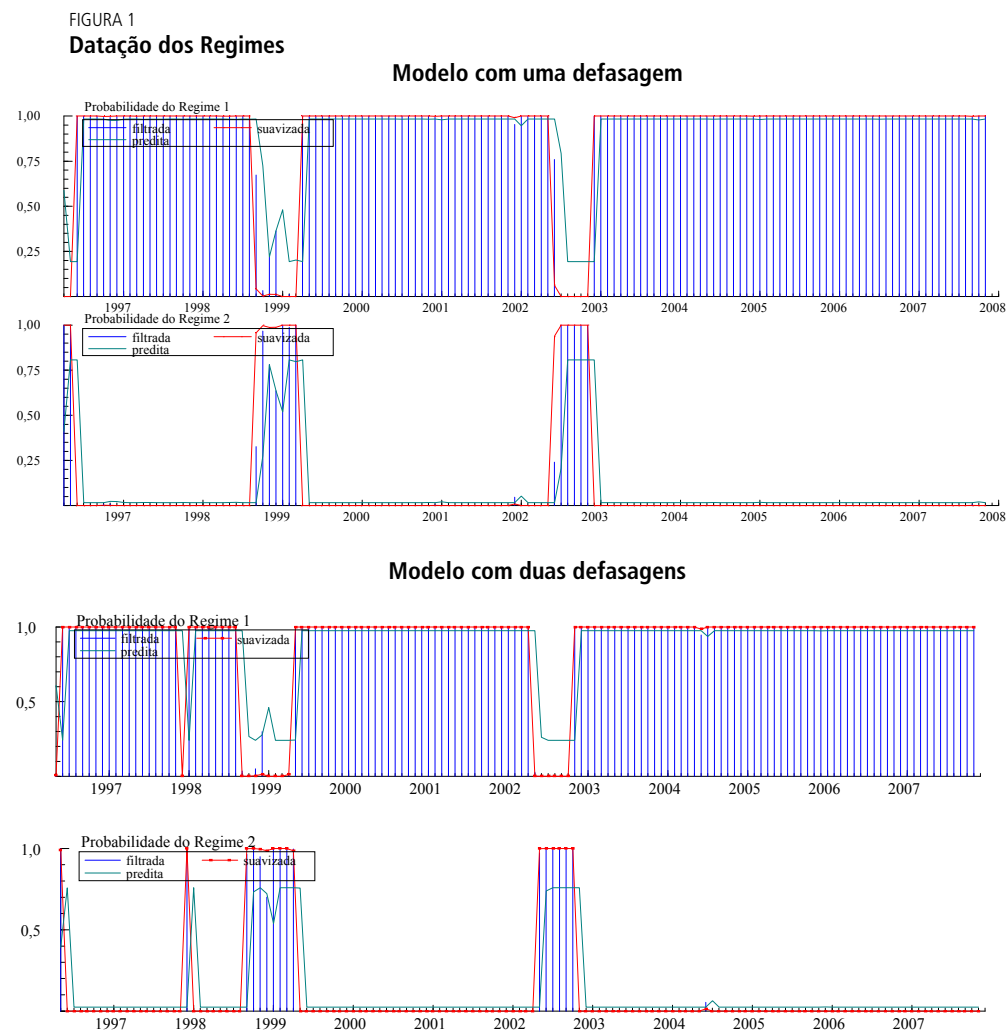 FIGURA 1
Datação dos Regimes
Modelo com uma defasagem
Probabilidade do Regime 1
filtrada suavizada
predita
1,00
0,75
0,50
0,25
1997 1998 1999 2000 2001 2002 2003 2004 2005 2006 2007 2008
Probabilidade do Regime 2
filtrada suavizada
predita
1,00
0,75
0,50
0,25
1997 1998 1999 2000 2001 2002 2003 2004 2005 2006 2007 2008
Modelo com duas defasagens
Probabilidade do Regime 1
filtrada suavizada
predita
1,0
0,5
1997 1998 1999 2000 2001 2002 2003 2004 2005 2006 2007
Probabilidade do Regime 2
filtrada suavizada
predita
1,0
0,5
1997 1998 1999 2000 2001 2002 2003 2004 2005 2006 2007